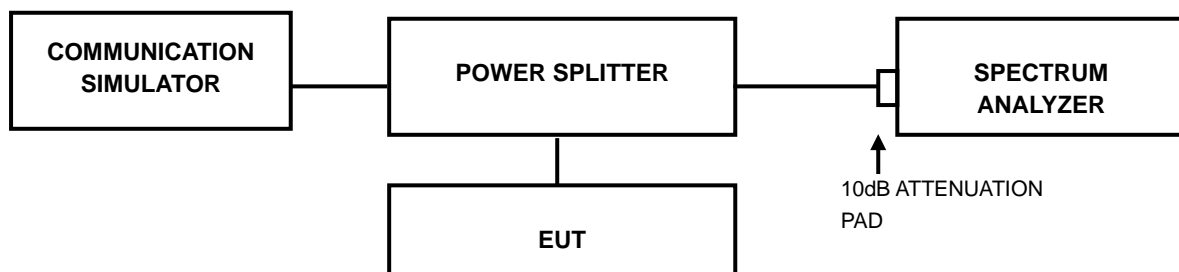 COMMUNICATION
SIMULATOR
POWER SPLITTER
SPECTRUM
ANALYZER
10dB ATTENUATION
PAD
EUT